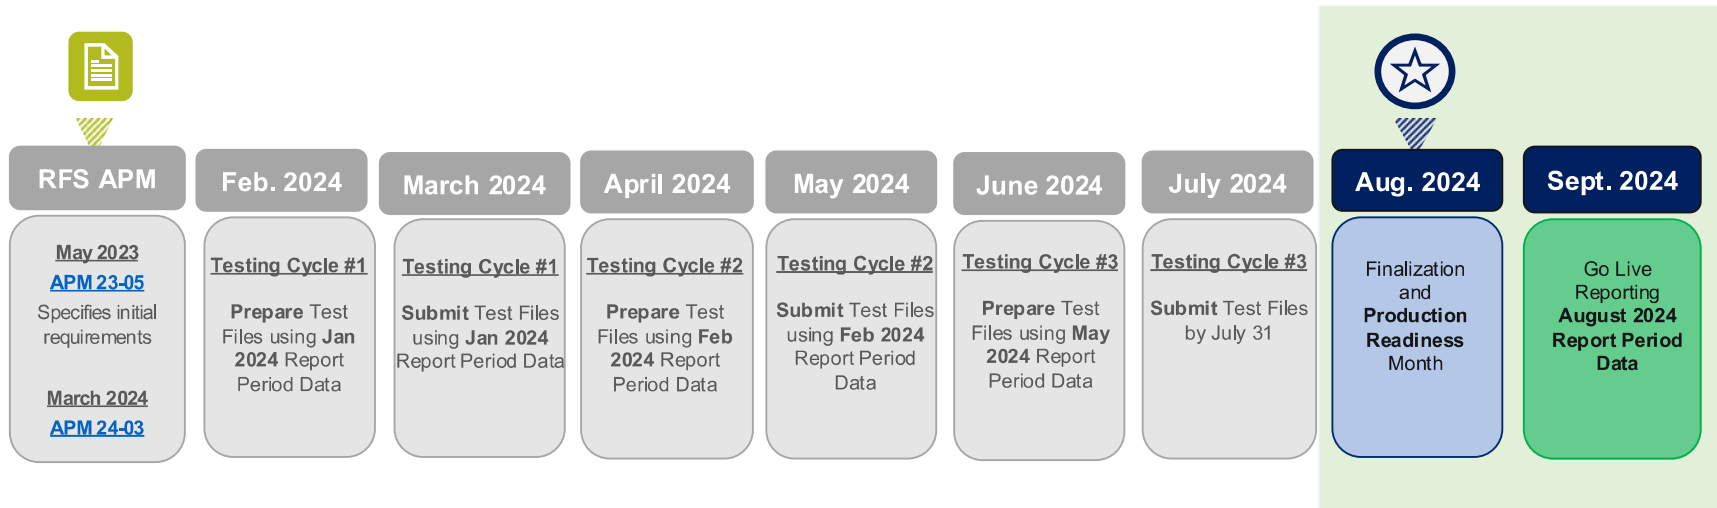 RFS APM
May 2023
APM 23-05
Specifies initial
requirements
March 2024
APM 24-03
Feb. 2024
Testing Cycle #1
Prepare Test
Files using Jan
2024 Report
Period Data
March 2024
Testing Cycle #1
Submit Test Files
using Jan 2024
Report Period Data
April 2024
Testing Cycle #2
Prepare Test
Files using Feb
2024 Report
Period Data
May 2024
Testing Cycle #2
Submit Test Files
using Feb 2024
Report Period
Data
June 2024
Testing Cycle #3
Prepare Test
Files using May
2024 Report
Period Data
July 2024
Testing Cycle #3
Submit Test Files
by July 31
Aug. 2024
Finalization
and
Production
Readiness
Month
Sept. 2024
Go Live
Reporting
August 2024
Report Period
Data